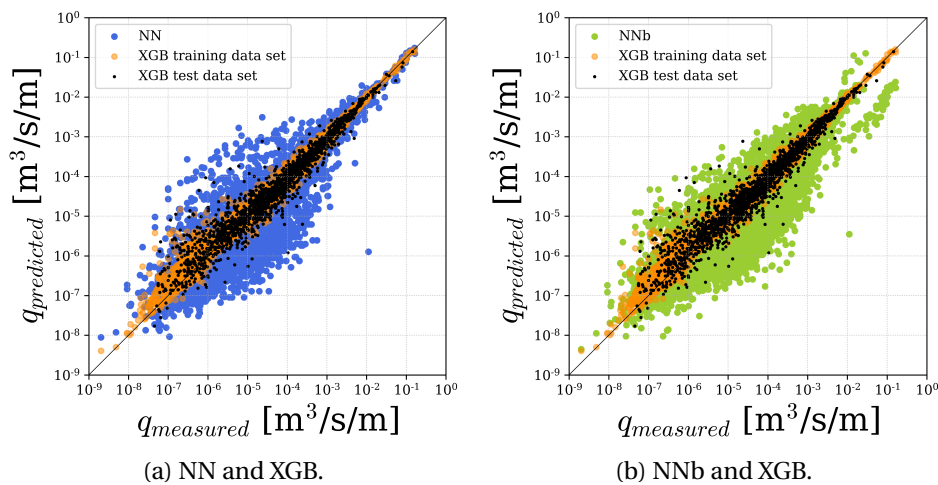 NN
XGB training data set
XGB test data set
10^0
10^-1
10^-2
10^-3
10^-4
10^-5
10^-6
10^-7
10^-8
10^-9
q_predicted [m^3/s/m]
10^-9 10^-8 10^-7 10^-6 10^-5 10^-4 10^-3 10^-2 10^-1 10^0
q_measured [m^3/s/m]
(a) NN and XGB.
NNb
XGB training data set
XGB test data set
10^0
10^-1
10^-2
10^-3
10^-4
10^-5
10^-6
10^-7
10^-8
10^-9
q_predicted [m^3/s/m]
10^-9 10^-8 10^-7 10^-6 10^-5 10^-4 10^-3 10^-2 10^-1 10^0
q_measured [m^3/s/m]
(b) NNb and XGB.